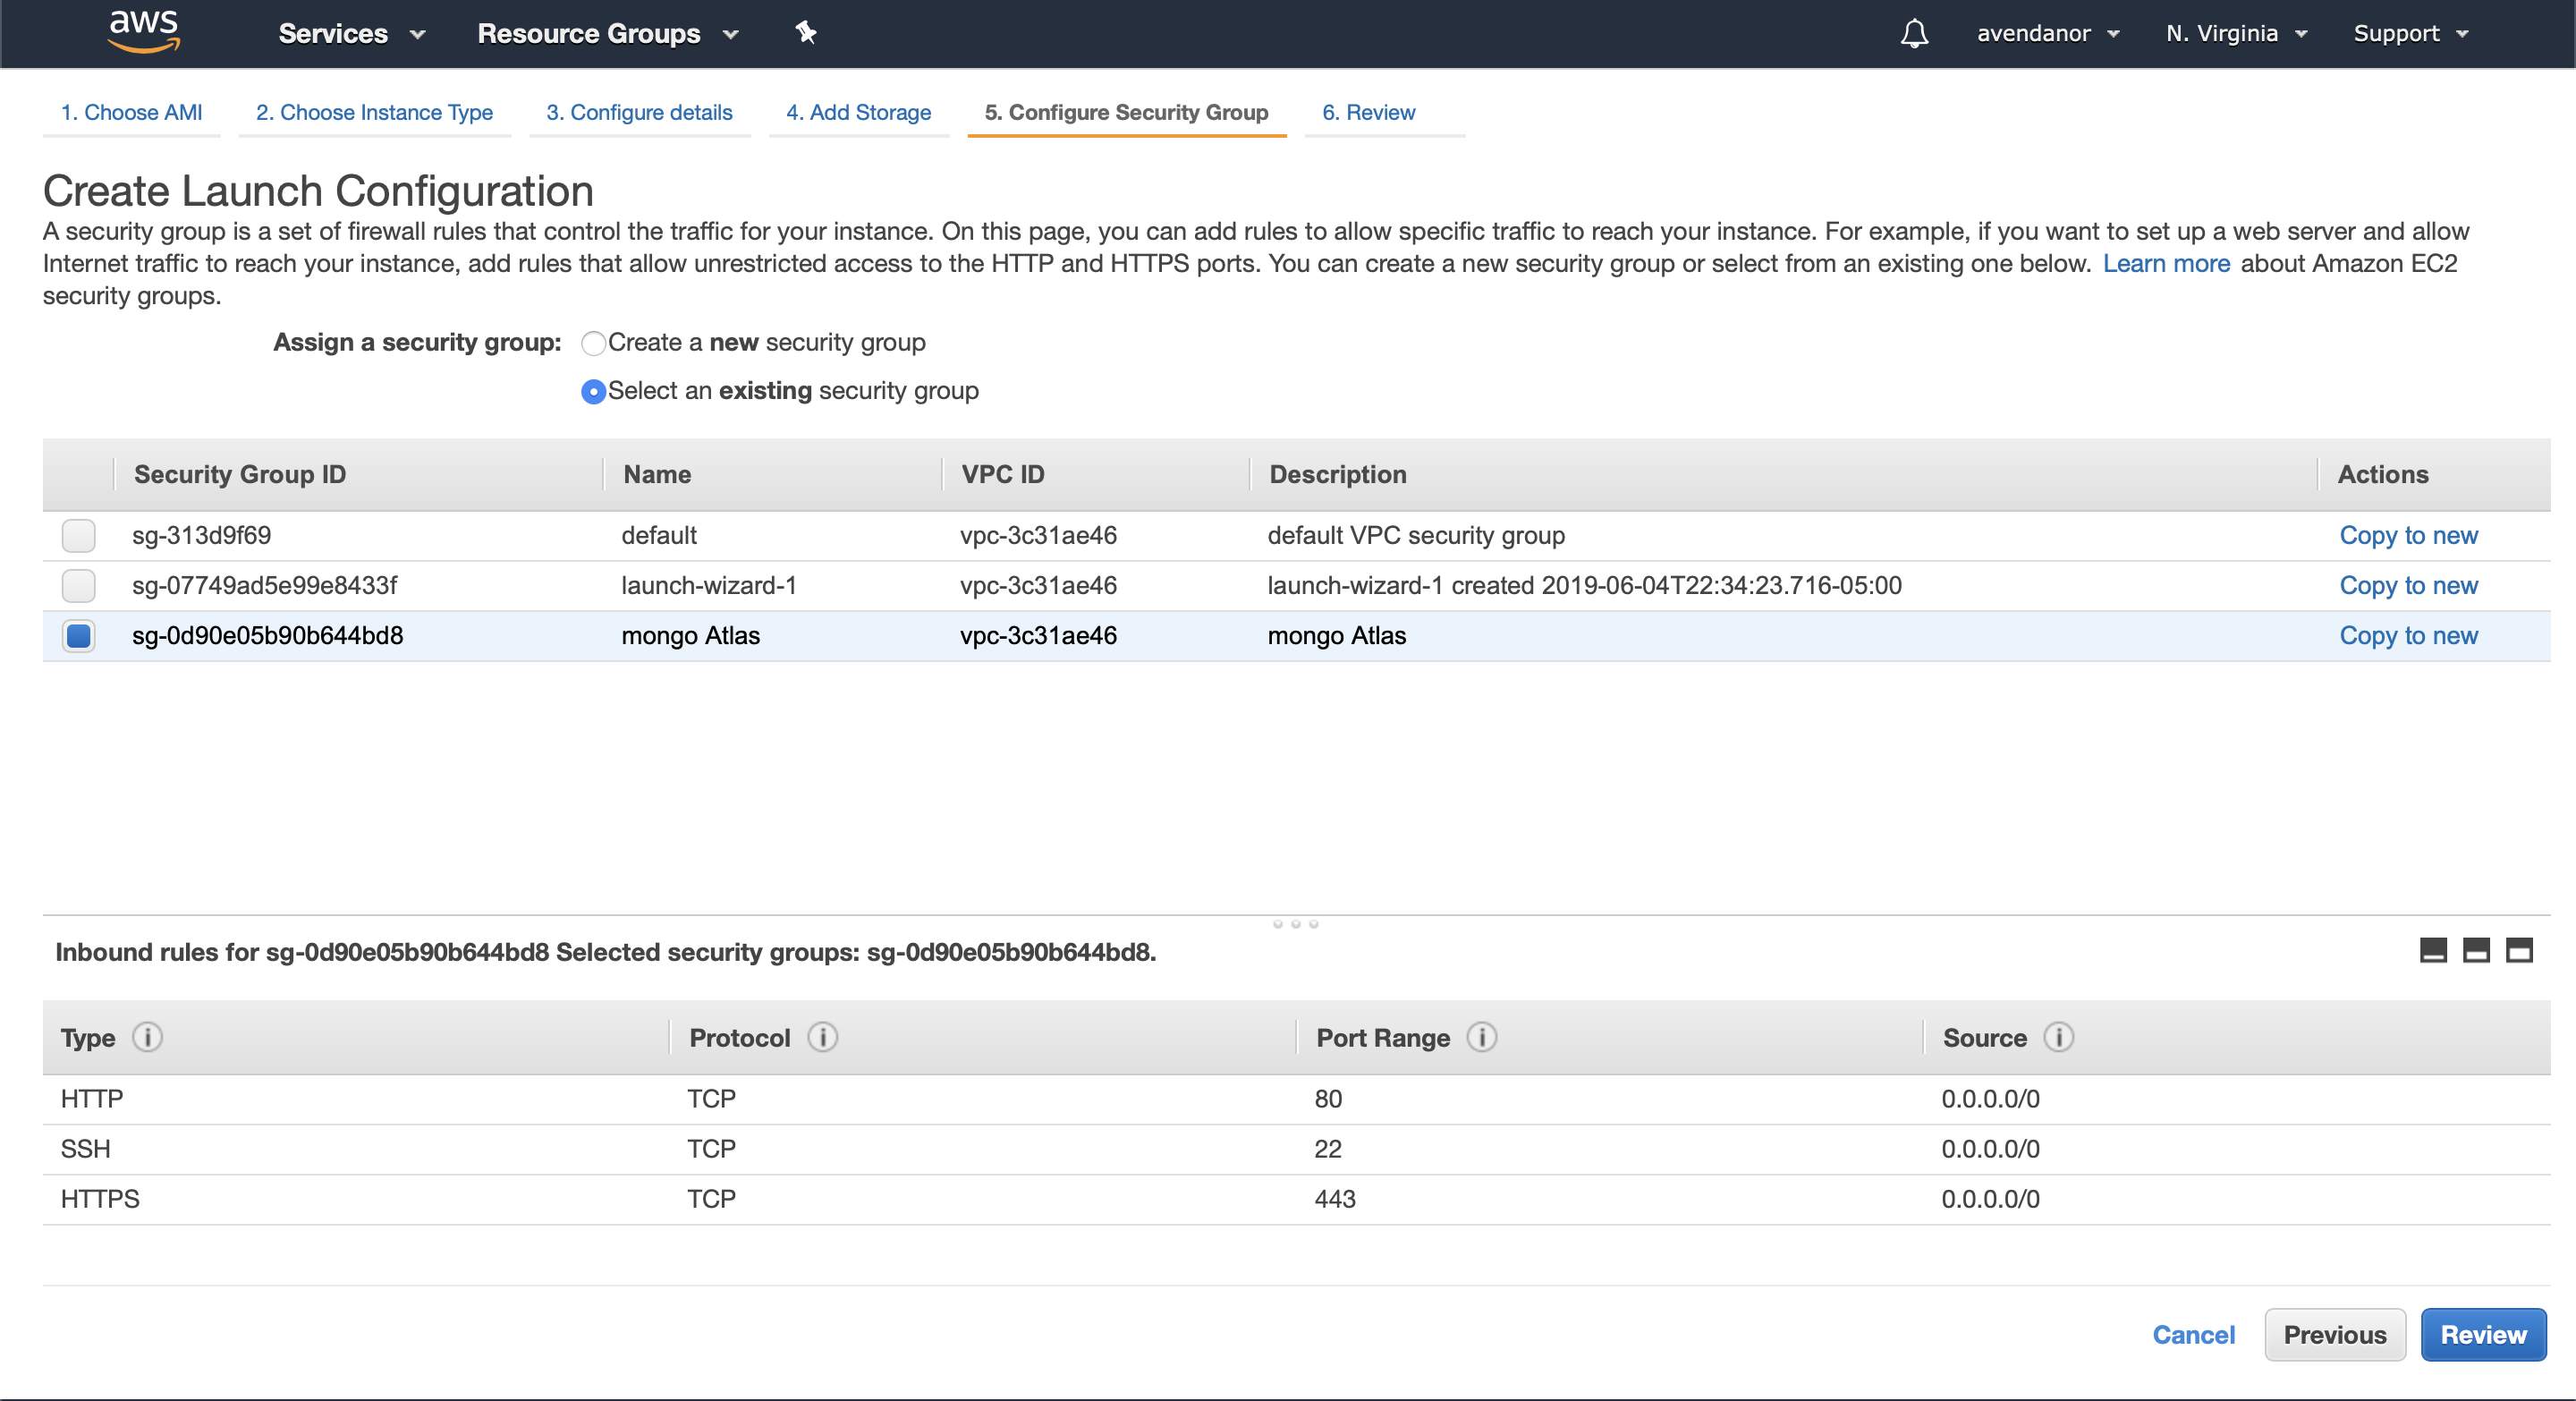 aws Services Resource Groups avendanor N. Virginia Support
1. Choose AMI 2. Choose Instance Type 3. Configure details 4. Add Storage 5. Configure Security Group 6. Review
Create Launch Configuration
A security group is a set of firewall rules that control the traffic for your instance. On this page, you can add rules to allow specific traffic to reach your instance. For example, if you want to set up a web server and allow
Internet traffic to reach your instance, add rules that allow unrestricted access to the HTTP and HTTPS ports. You can create a new security group or select from an existing one below. Learn more about Amazon EC2
security groups.
Assign a security group: Create a new security group
Select an existing security group
Security Group ID Name VPC ID Description Actions
sg-313d9f69 default vpc-3c31ae46 default VPC security group Copy to new
sg-07749ad5e99e8433f launch-wizard-1 vpc-3c31ae46 launch-wizard-1 created 2019-06-04T22:34:23.716-05:00 Copy to new
sg-0d90e05b90b644bd8 mongo Atlas vpc-3c31ae46 mongo Atlas Copy to new
Inbound rules for sg-0d90e05b90b644bd8 Selected security groups: sg-0d90e05b90b644bd8.
Type Protocol Port Range Source
HTTP TCP 80 0.0.0.0/0
SSH TCP 22 0.0.0.0/0
HTTPS TCP 443 0.0.0.0/0
Cancel Previous Review